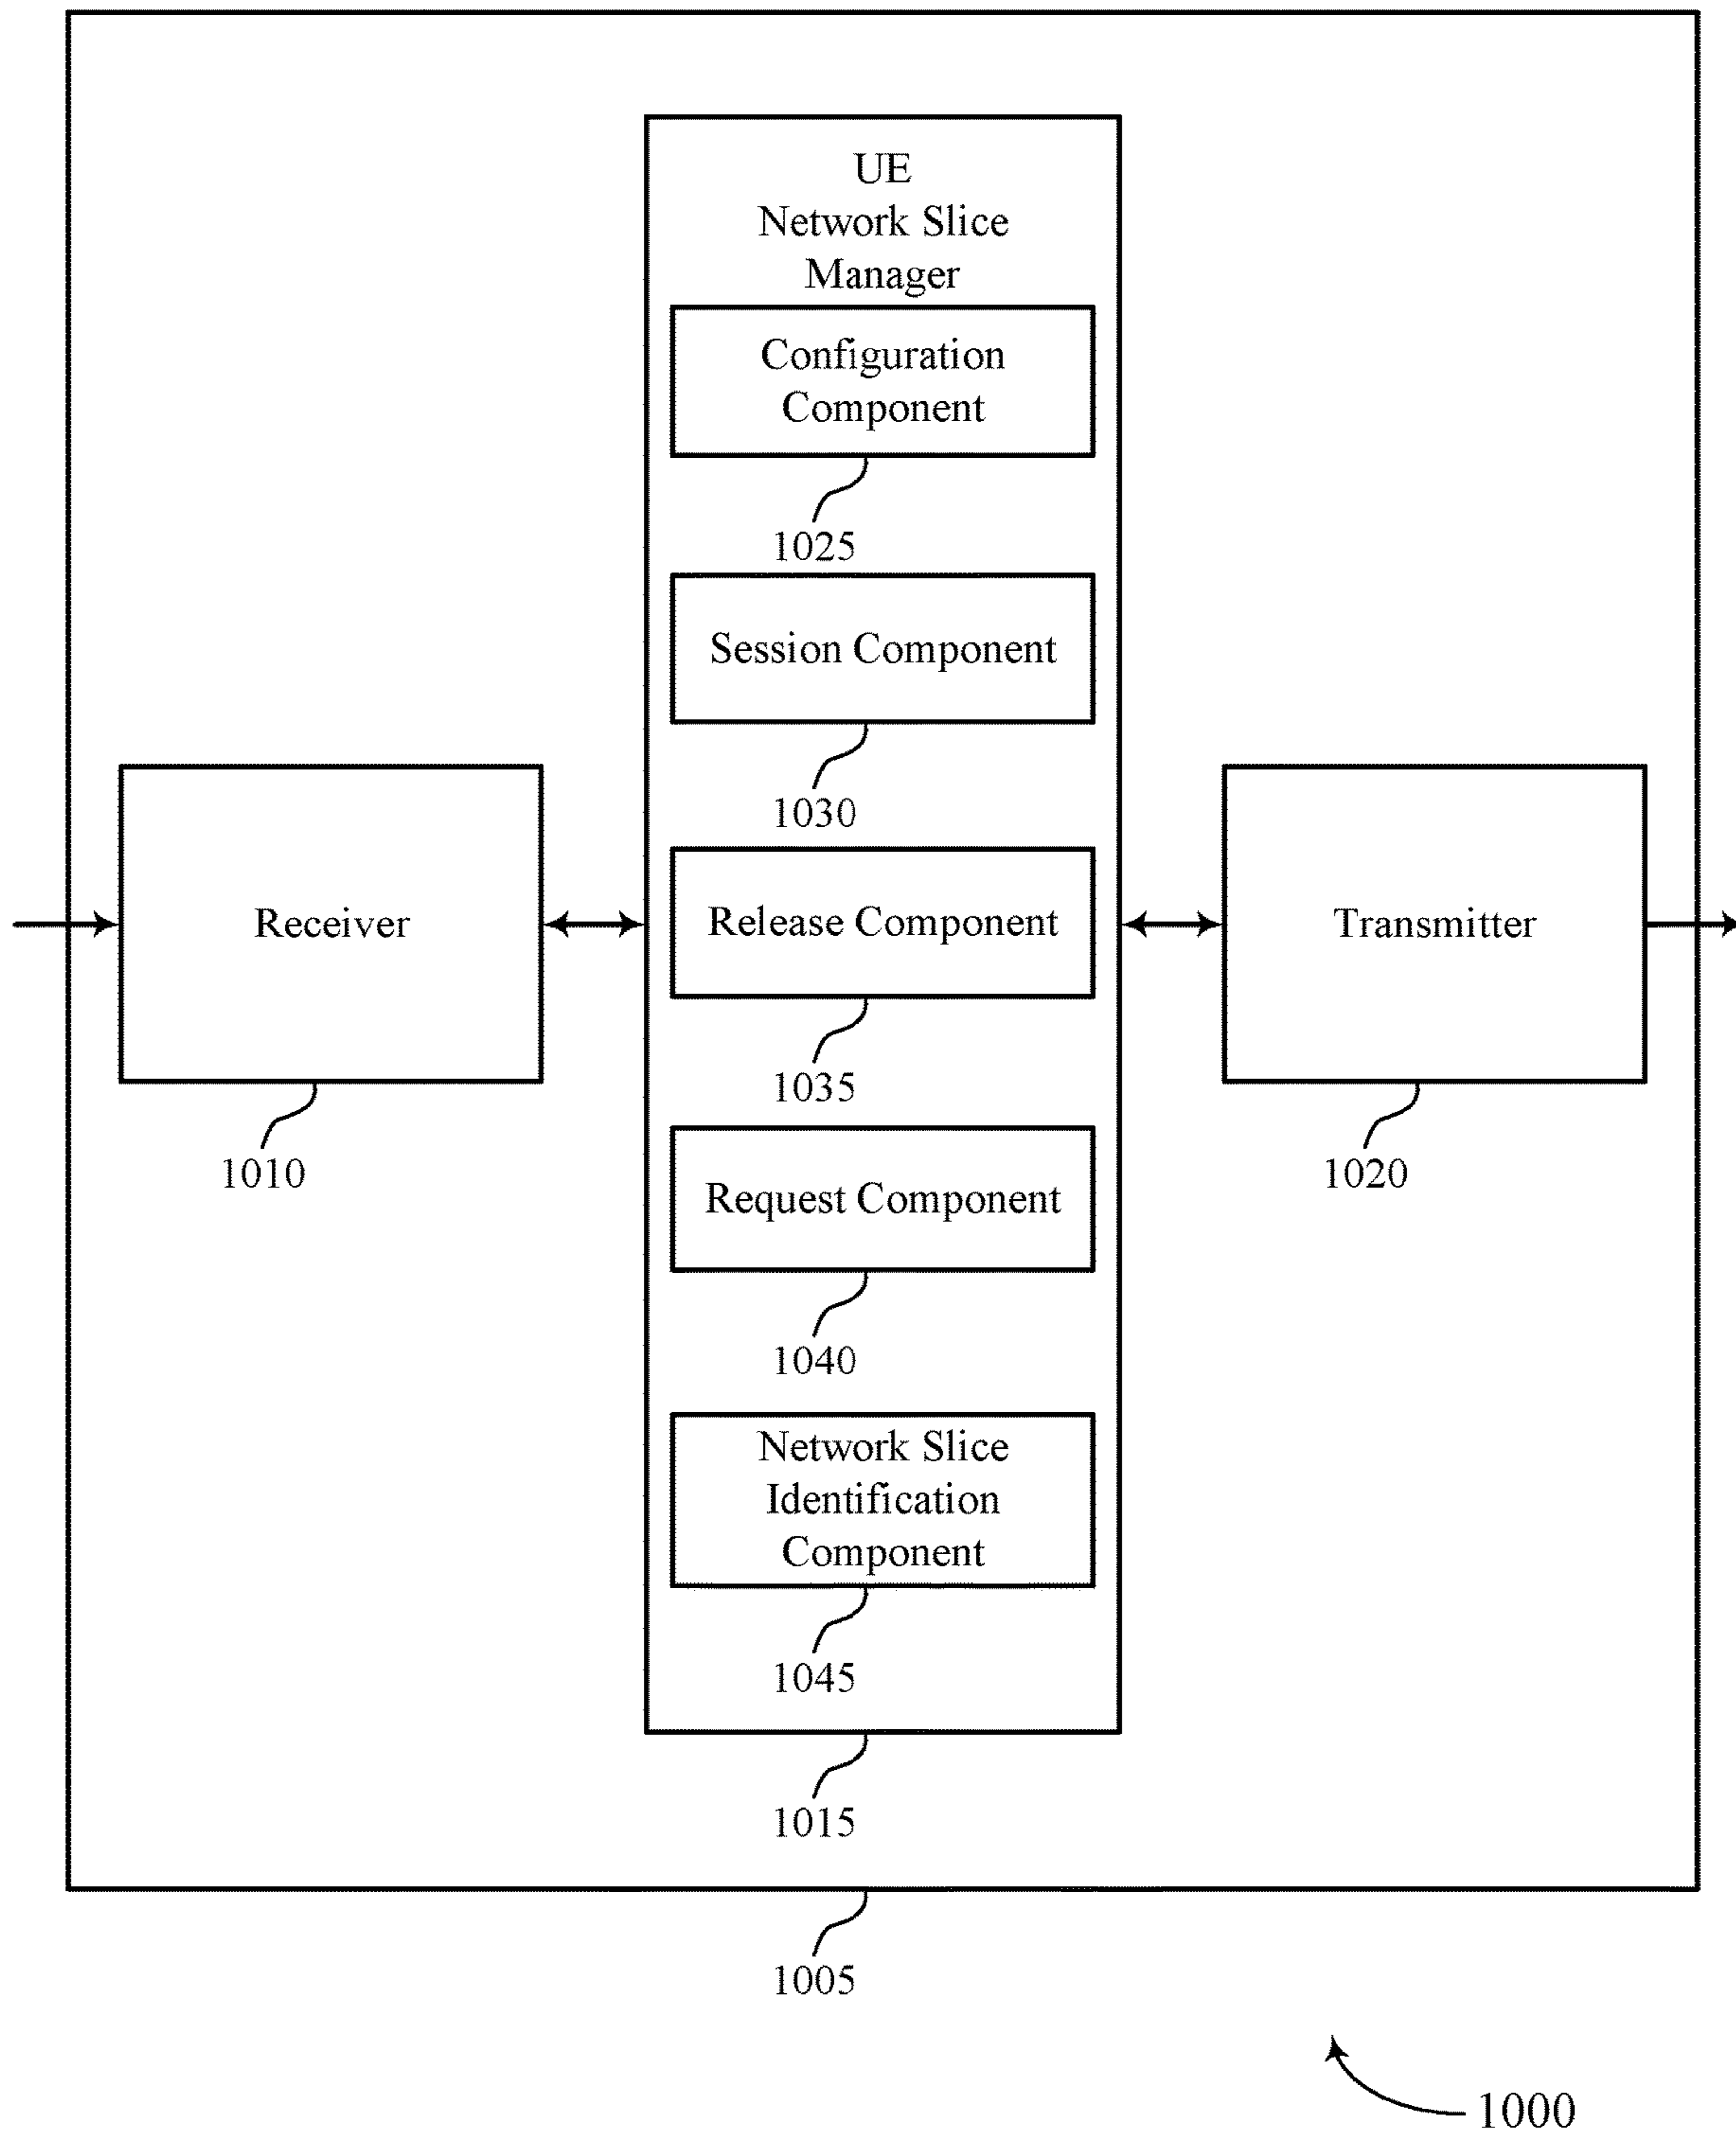 UE
Network Slice
Manager
Configuration
Component
1025
Session Component
1030
Receiver
1010
Release Component
1035
Transmitter
1020
Request Component
1040
Network Slice
Identification
Component
1045
1015
1005
1000